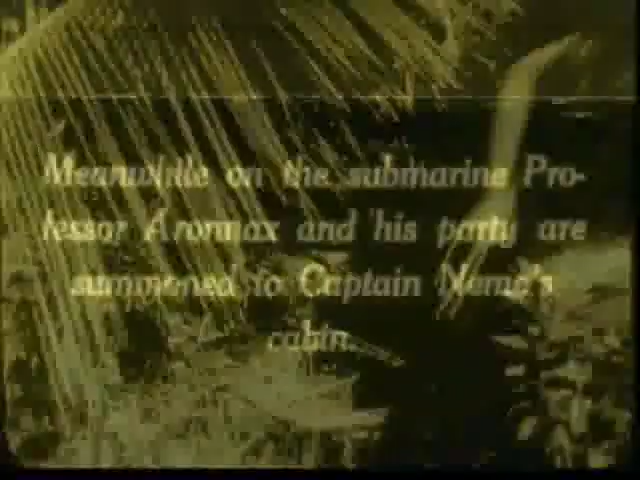 Meanwhile on the submarine Pro-
fessor Aronnax and his party are
summoned to Captain Nemo's
cabin.